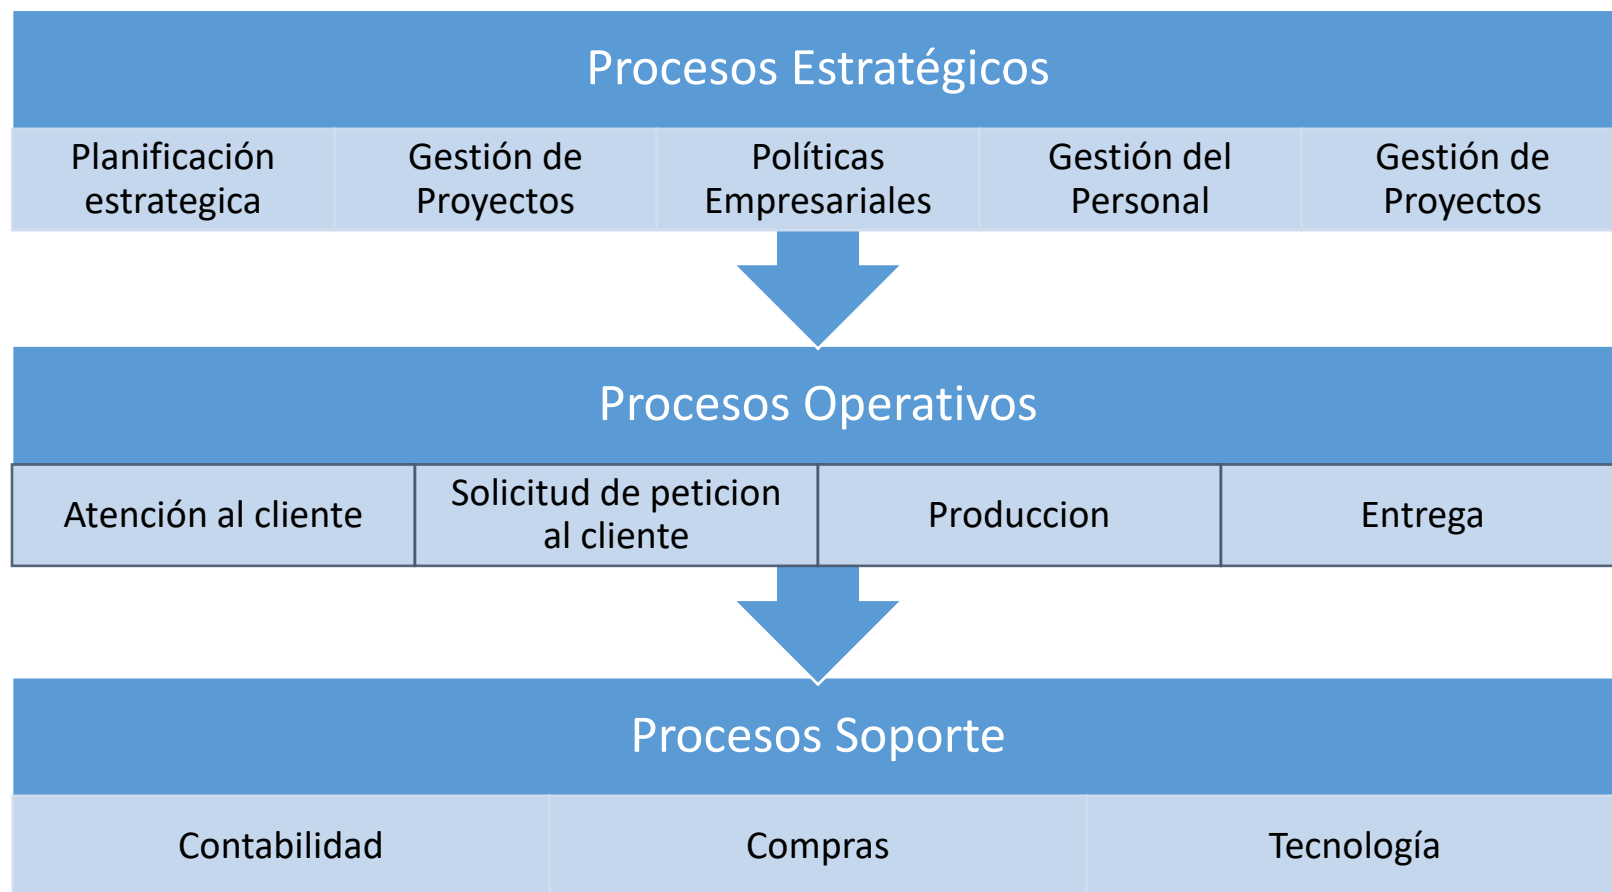 Procesos Estratégicos
Planificación
estrategica
Gestión de
Proyectos
Políticas
Empresariales
Gestión del
Personal
Gestión de
Proyectos
Procesos Operativos
Atención al cliente
Solicitud de peticion
al cliente
Produccion
Entrega
Procesos Soporte
Contabilidad
Compras
Tecnología